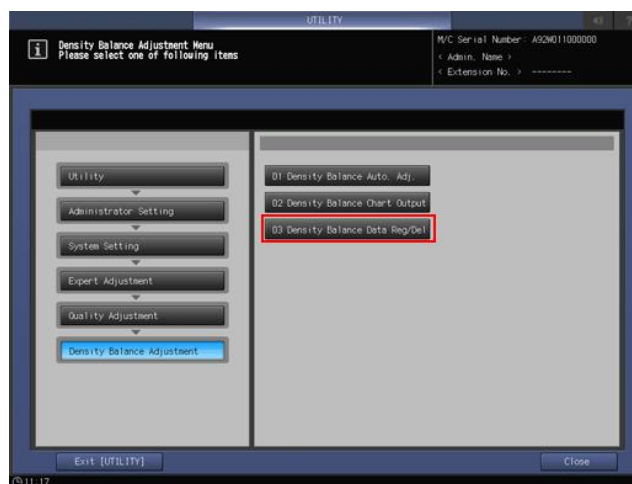 UTILITY
Density Balance Adjustment Menu
Please select one of following items
M/C Serial Number: A92W011000000
< Admin. Name >
< Extension No. > --------
Utility
Administrator Setting
System Setting
Expert Adjustment
Quality Adjustment
Density Balance Adjustment
01 Density Balance Auto. Adj.
02 Density Balance Chart Output
03 Density Balance Data Reg/Del
Exit [UTILITY]
Close
11:17